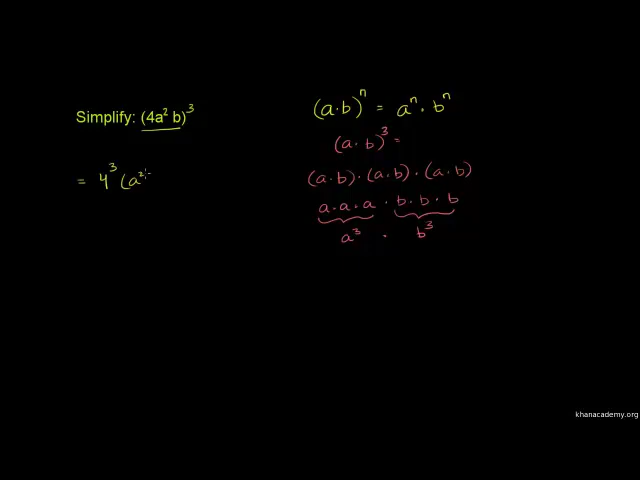 Simplify: (4a² b)³
= 4³ (a²
(a·b)ⁿ = aⁿ · bⁿ
(a · b)³ =
(a·b)·(a·b)·(a·b)
a·a·a · b·b·b
a³ · b³
khanacademy.org